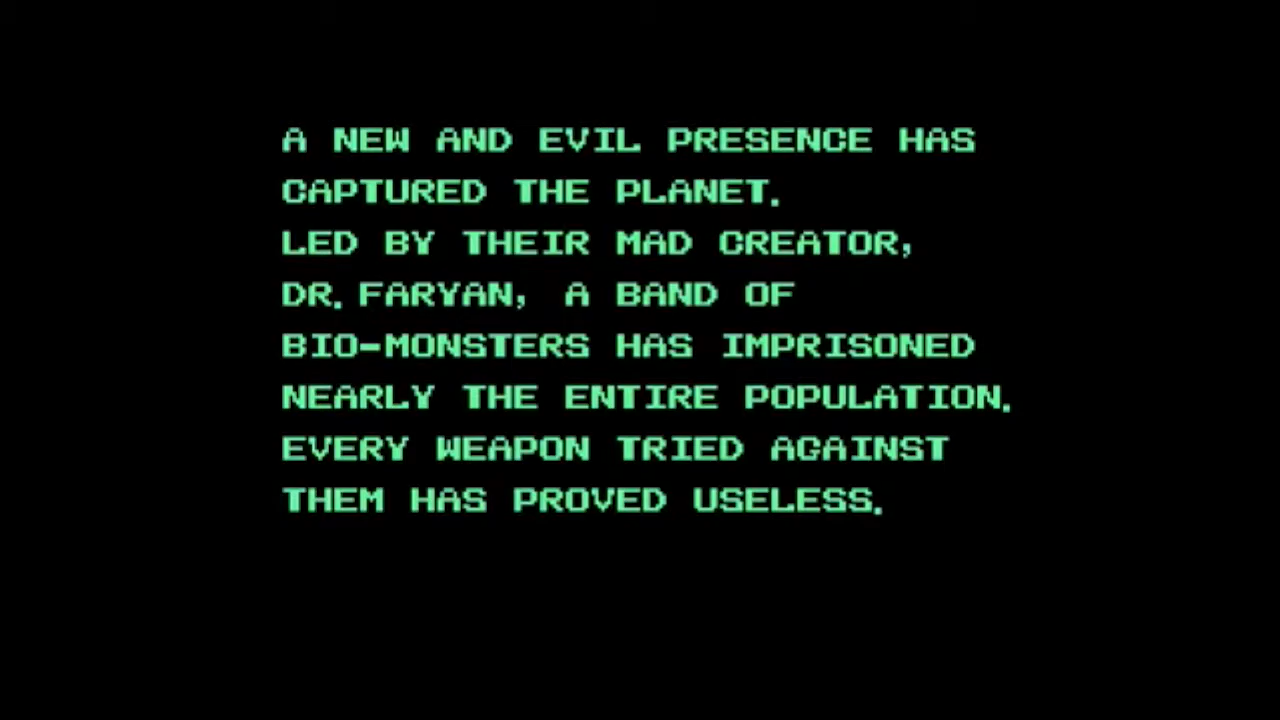 A NEW AND EVIL PRESENCE HAS
CAPTURED THE PLANET.
LED BY THEIR MAD CREATOR,
DR. FARYAN, A BAND OF
BIO-MONSTERS HAS IMPRISONED
NEARLY THE ENTIRE POPULATION.
EVERY WEAPON TRIED AGAINST
THEM HAS PROVED USELESS.